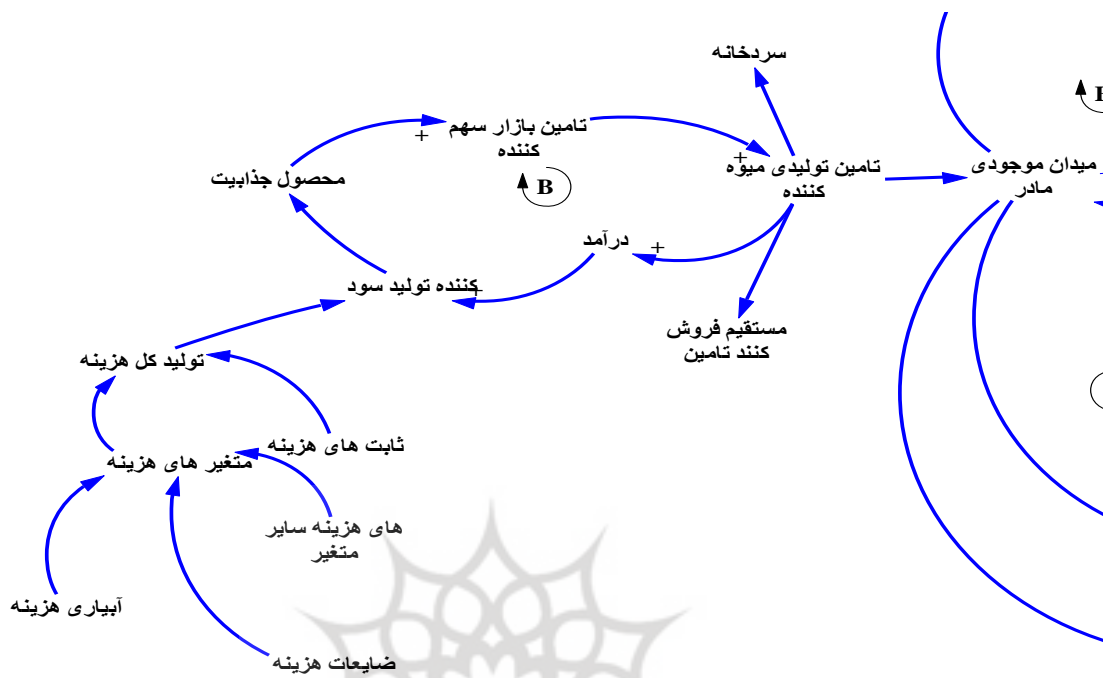 سردخانه
تامین بازار سهم
کننده
+
+
B
محصول جذابیت
تامین تولیدی میوه
کننده
میدان موجودی
مادر
درآمد
+
کننده تولید سود
+
مستقیم فروش
کنند تامین
تولید کل هزینه
ثابت های هزینه
متغیر های هزینه
های هزینه سایر
متغیر
آبیاری هزینه
ضایعات هزینه